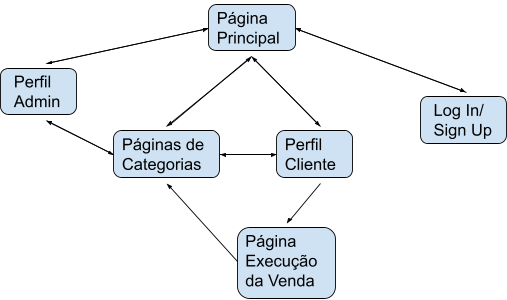 Página
Principal
Perfil
Admin
Log In/
Sign Up
Páginas de
Categorias
Perfil
Cliente
Página
Execução
da Venda